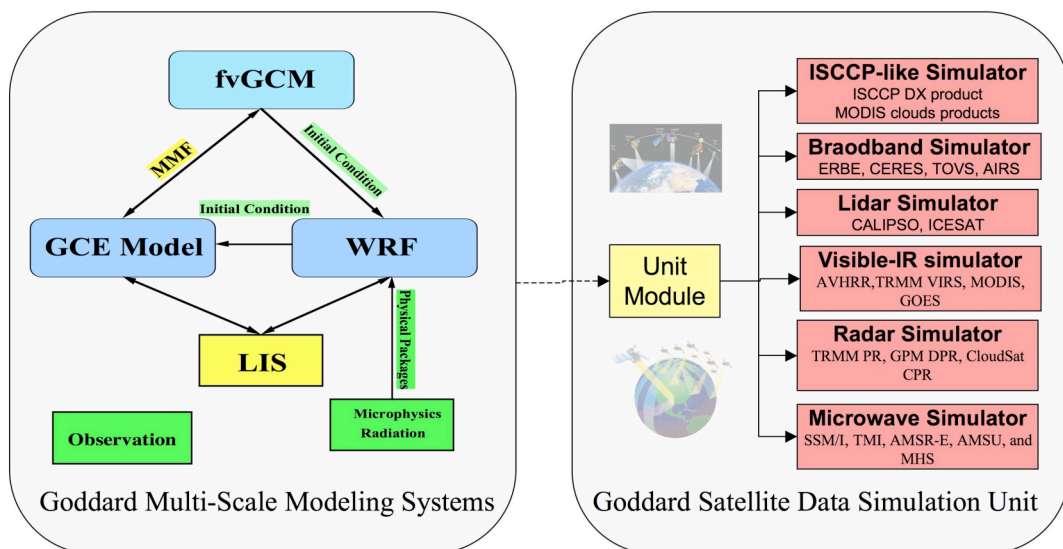 fvGCM
MMF
Initial Condition
Initial Condition
GCE Model
WRF
Physical Packages
LIS
Microphysics
Radiation
Observation
Goddard Multi-Scale Modeling Systems
Unit
Module
ISCCP-like Simulator
ISCCP DX product
MODIS clouds products
Braodband Simulator
ERBE, CERES, TOVS, AIRS
Lidar Simulator
CALIPSO, ICESAT
Visible-IR simulator
AVHRR,TRMM VIRS, MODIS,
GOES
Radar Simulator
TRMM PR, GPM DPR, CloudSat
CPR
Microwave Simulator
SSM/I, TMI, AMSR-E, AMSU, and
MHS
Goddard Satellite Data Simulation Unit